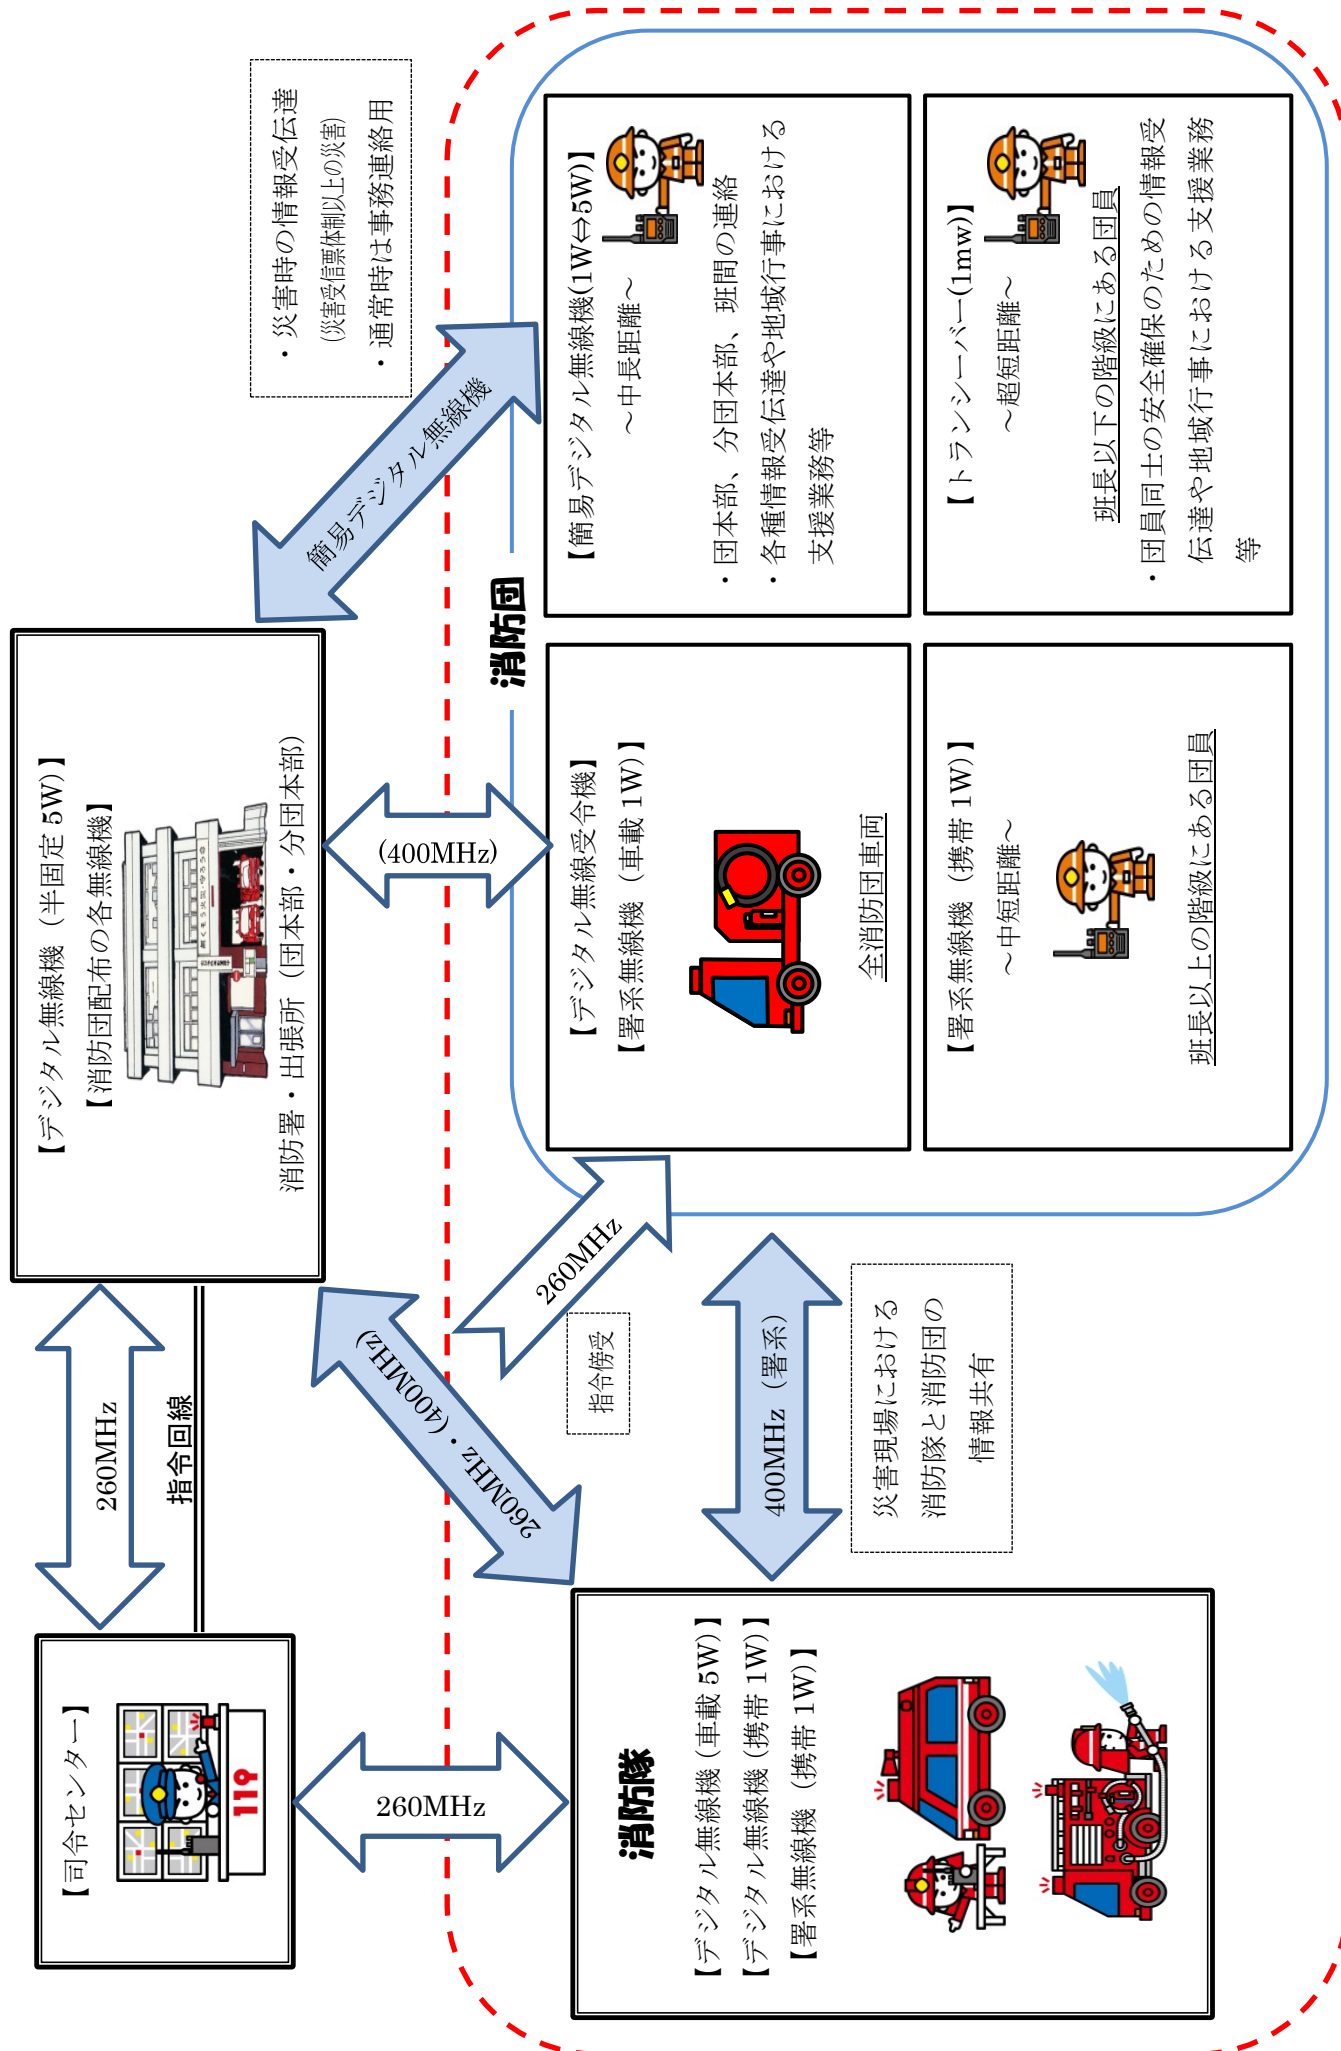 【司令センター】
119
260MHz
指令回線
【デジタル無線機（半固定 5W）】
【消防団配布の各無線機】
消防署・出張所（団本部・分団本部）
・災害時の情報受伝達
（災害受信票体制以上の災害）
・通常時は事務連絡用
260MHz
260MHz・(400MHz)
(400MHz)
簡易デジタル無線機
260MHz
指令傍受
消防隊
【デジタル無線機（車載 5W）】
【デジタル無線機（携帯 1W）】
【署系無線機（携帯 1W）】
400MHz（署系）
災害現場における
消防隊と消防団の
情報共有
消防団
【デジタル無線受令機】
【署系無線機（車載 1W）】
全消防団車両
【簡易デジタル無線機(1W⇔5W)】
～中長距離～
・団本部、分団本部、班間の連絡
・各種情報受伝達や地域行事における
支援業務等
【署系無線機（携帯 1W）】
～中短距離～
班長以上の階級にある団員
【トランシーバー(1mw)】
～超短距離～
班長以下の階級にある団員
・団員同士の安全確保のための情報受
伝達や地域行事における支援業務
等